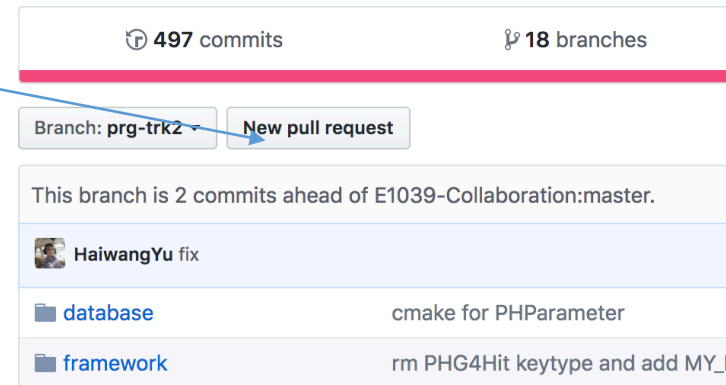 497 commits 18 branches
Branch: prg-trk2 New pull request
This branch is 2 commits ahead of E1039-Collaboration:master.
HaiwangYu fix
database cmake for PHParameter
framework rm PHG4Hit keytype and add MY_